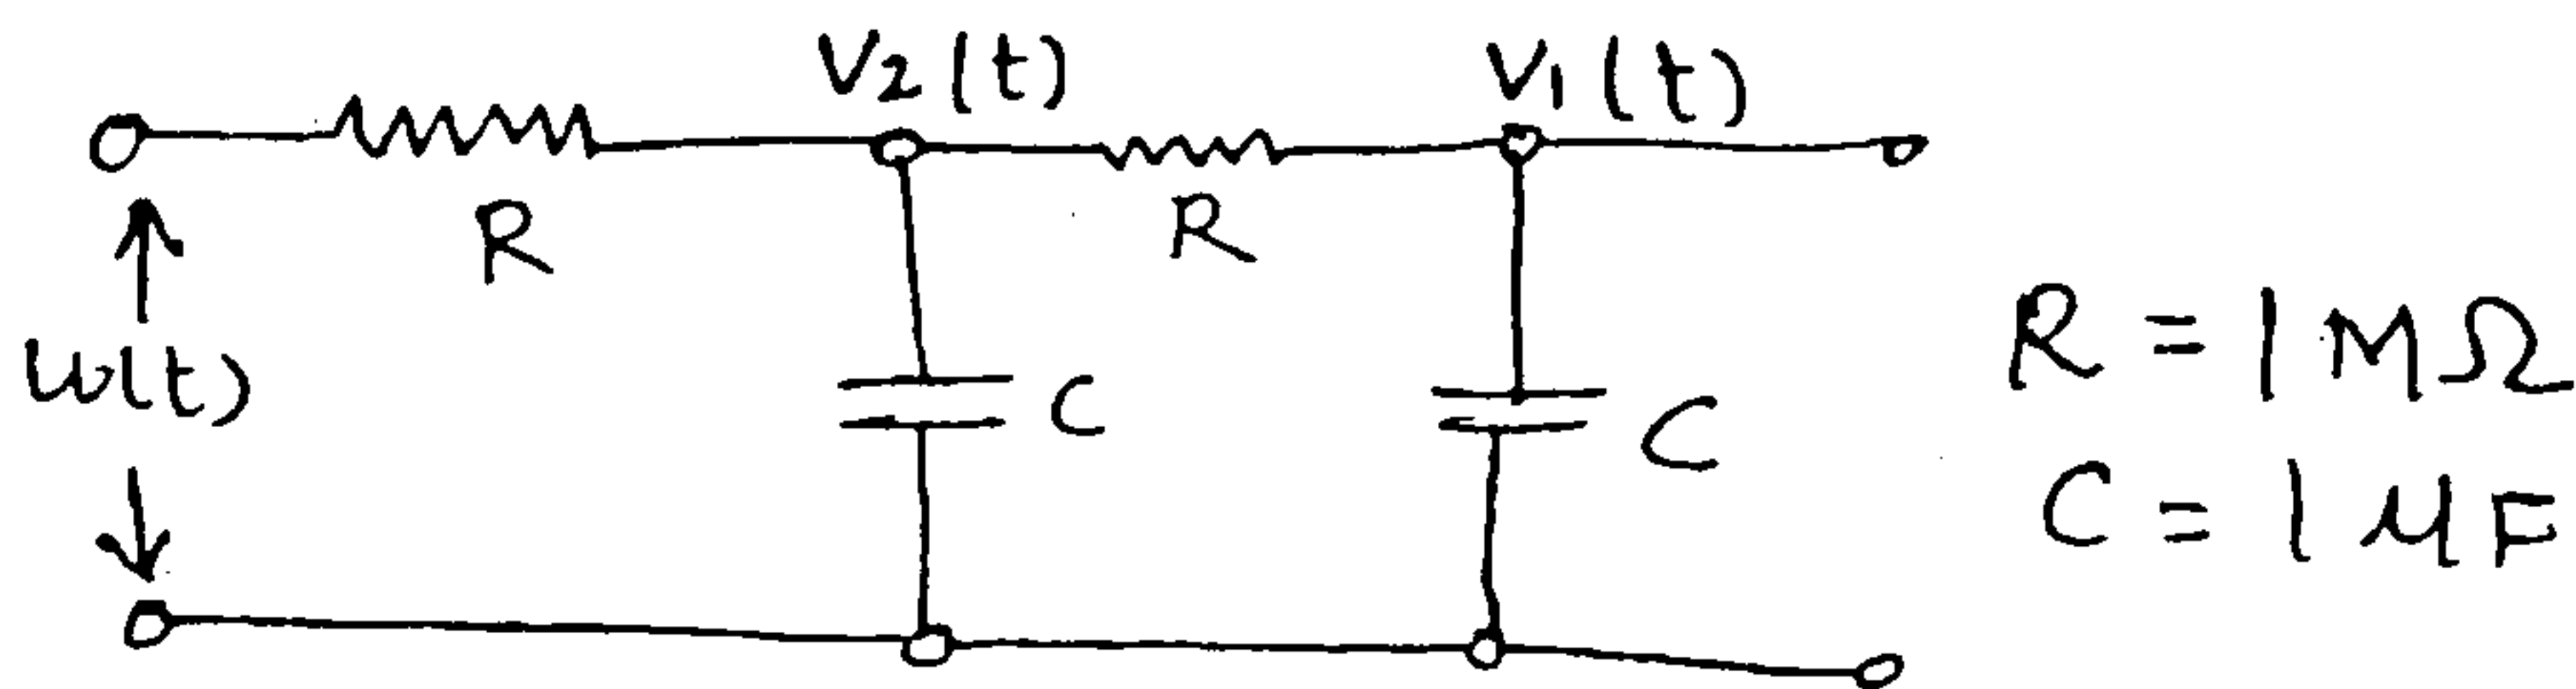 V2(t)
V1(t)
R
R
u(t)
C
C
R = 1 MΩ
C = 1 μF